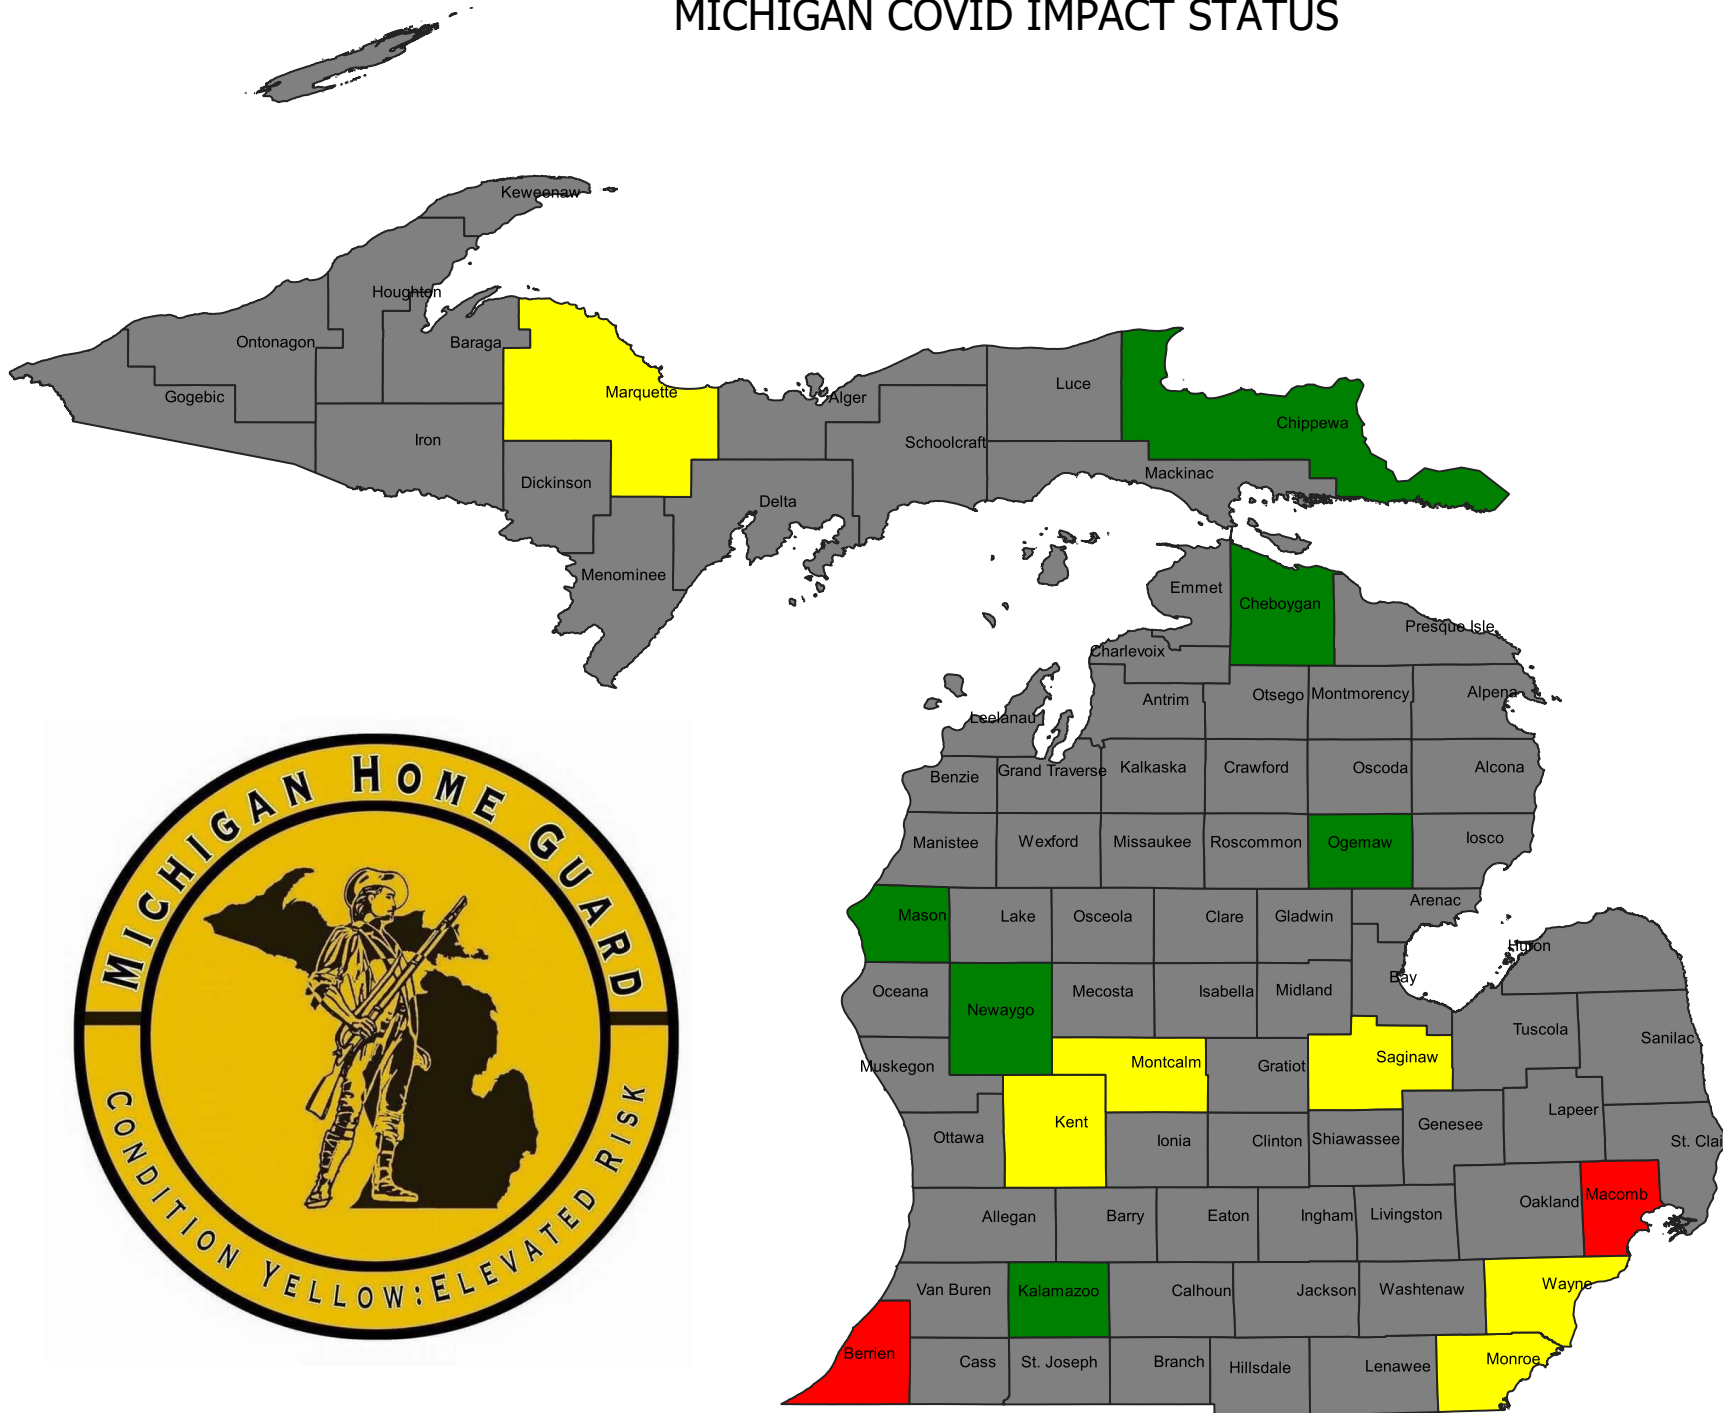 MICHIGAN COVID IMPACT STATUS
Keweenaw
Houghton
Ontonagon
Baraga
Gogebic
Marquette
Alger
Luce
Chippewa
Iron
Schoolcraft
Dickinson
Mackinac
Delta
Menominee
Emmet
Cheboygan
Presque Isle
Charlevoix
Antrim
Otsego
Montmorency
Alpena
Leelanau
Benzie
Grand Traverse
Kalkaska
Crawford
Oscoda
Alcona
Manistee
Wexford
Missaukee
Roscommon
Ogemaw
Iosco
Mason
Lake
Osceola
Clare
Gladwin
Arenac
Huron
Oceana
Newaygo
Mecosta
Isabella
Midland
Bay
Tuscola
Sanilac
Muskegon
Montcalm
Gratiot
Saginaw
Kent
Ottawa
Ionia
Clinton
Shiawassee
Genesee
Lapeer
St. Clai
Allegan
Barry
Eaton
Ingham
Livingston
Oakland
Macomb
Van Buren
Kalamazoo
Calhoun
Jackson
Washtenaw
Wayne
Berrien
Cass
St. Joseph
Branch
Hillsdale
Lenawee
Monroe
MICHIGAN HOME GUARD
CONDITION YELLOW: ELEVATED RISK